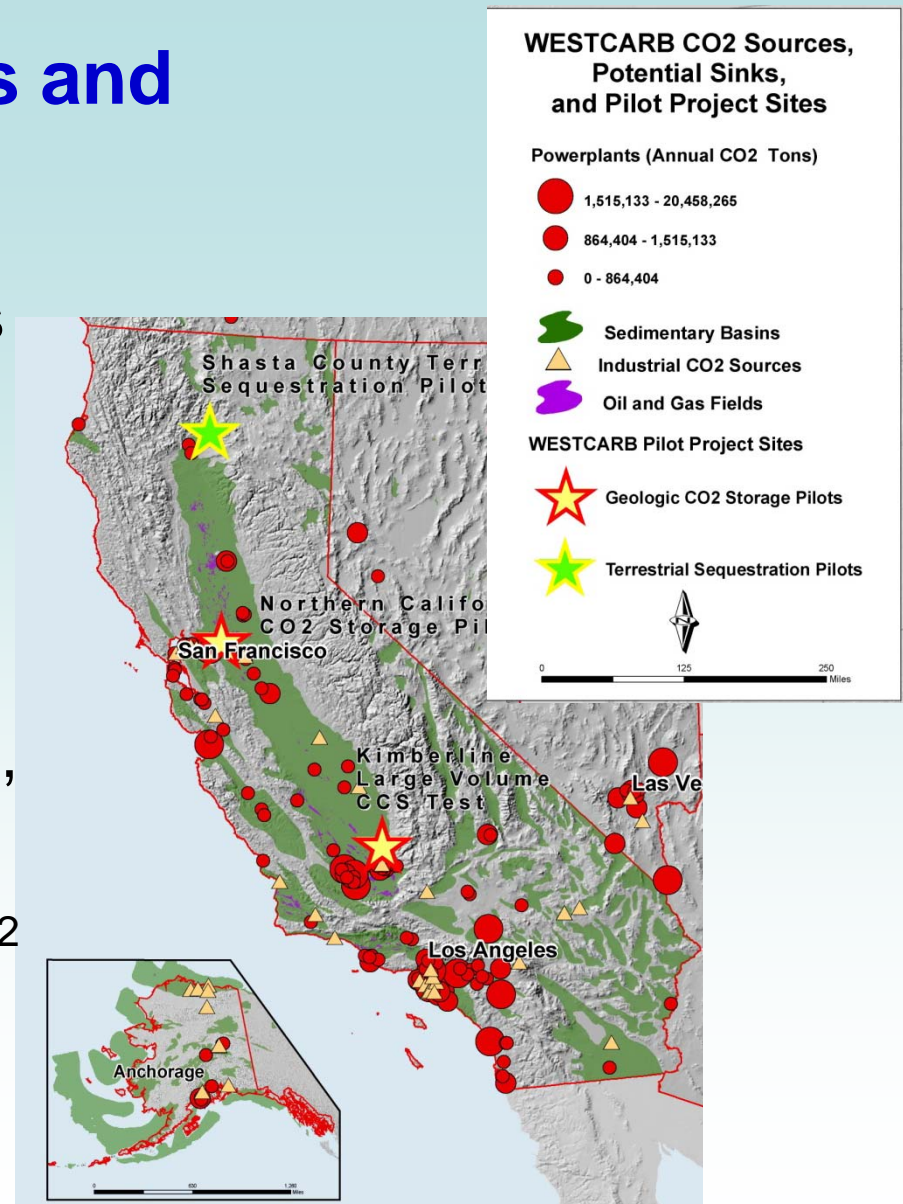 s and
s
,
2
WESTCARB CO2 Sources,
Potential Sinks,
and Pilot Project Sites
Powerplants (Annual CO2 Tons)
1,515,133 - 20,458,265
864,404 - 1,515,133
0 - 864,404
Sedimentary Basins
Industrial CO2 Sources
Oil and Gas Fields
WESTCARB Pilot Project Sites
Geologic CO2 Storage Pilots
Terrestrial Sequestration Pilots
0 125 250
Miles
Shasta County Terr
Sequestration Pilot
Northern Califo
CO2 Storage Pil
San Francisco
Kimberline
Large Volume
CCS Test
Las Ve
Los Angeles
Anchorage
0
Miles